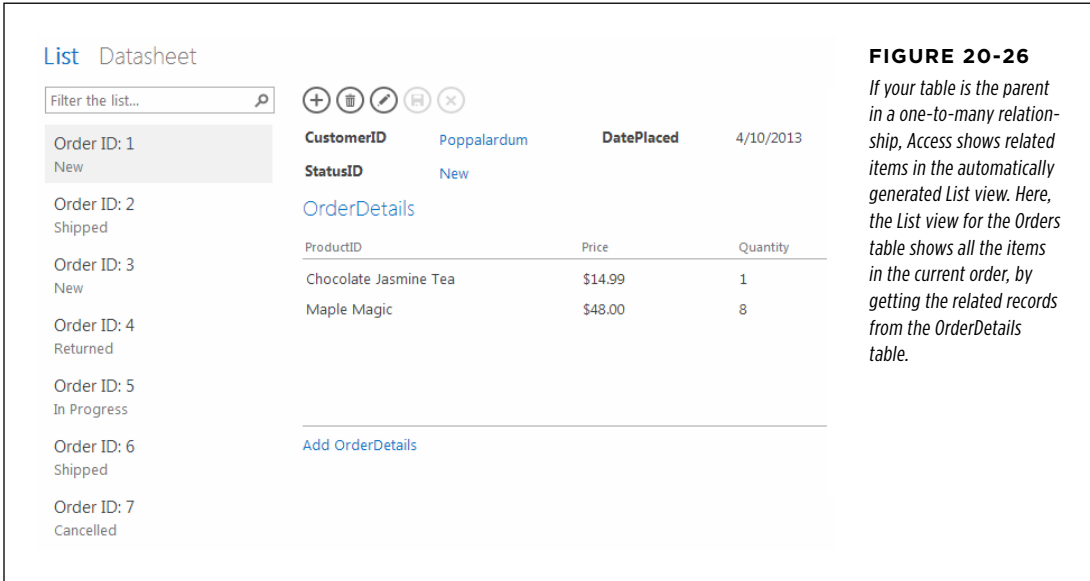 List Datasheet
Filter the list...
Order ID: 1
New
Order ID: 2
Shipped
Order ID: 3
New
Order ID: 4
Returned
Order ID: 5
In Progress
Order ID: 6
Shipped
Order ID: 7
Cancelled
CustomerID Poppalardum DatePlaced 4/10/2013
StatusID New
OrderDetails
ProductID Price Quantity
Chocolate Jasmine Tea $14.99 1
Maple Magic $48.00 8
Add OrderDetails
FIGURE 20-26
If your table is the parent
in a one-to-many relation-
ship, Access shows related
items in the automatically
generated List view. Here,
the List view for the Orders
table shows all the items
in the current order, by
getting the related records
from the OrderDetails
table.